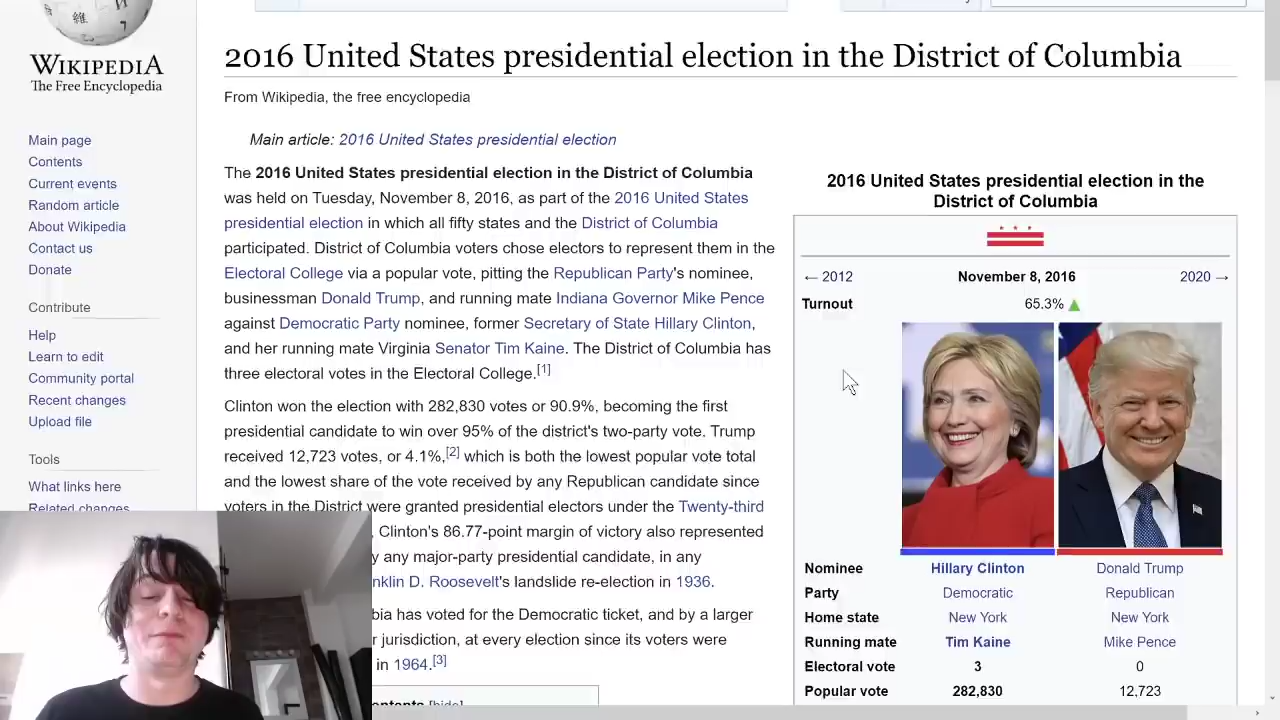 維
WIKIPEDIA
The Free Encyclopedia
Main page
Contents
Current events
Random article
About Wikipedia
Contact us
Donate
Contribute
Help
Learn to edit
Community portal
Recent changes
Upload file
Tools
What links here
Related changes
2016 United States presidential election in the District of Columbia
From Wikipedia, the free encyclopedia
Main article: 2016 United States presidential election
The 2016 United States presidential election in the District of Columbia
was held on Tuesday, November 8, 2016, as part of the 2016 United States
presidential election in which all fifty states and the District of Columbia
participated. District of Columbia voters chose electors to represent them in the
Electoral College via a popular vote, pitting the Republican Party's nominee,
businessman Donald Trump, and running mate Indiana Governor Mike Pence
against Democratic Party nominee, former Secretary of State Hillary Clinton,
and her running mate Virginia Senator Tim Kaine. The District of Columbia has
three electoral votes in the Electoral College.[1]
Clinton won the election with 282,830 votes or 90.9%, becoming the first
presidential candidate to win over 95% of the district's two-party vote. Trump
received 12,723 votes, or 4.1%,[2] which is both the lowest popular vote total
and the lowest share of the vote received by any Republican candidate since
voters in the District were granted presidential electors under the Twenty-third
, Clinton's 86.77-point margin of victory also represented
y any major-party presidential candidate, in any
nklin D. Roosevelt's landslide re-election in 1936.
bia has voted for the Democratic ticket, and by a larger
r jurisdiction, at every election since its voters were
in 1964.[3]
[hide]
2016 United States presidential election in the
District of Columbia
← 2012 November 8, 2016 2020 →
Turnout 65.3%
Nominee Hillary Clinton Donald Trump
Party Democratic Republican
Home state New York New York
Running mate Tim Kaine Mike Pence
Electoral vote 3 0
Popular vote 282,830 12,723